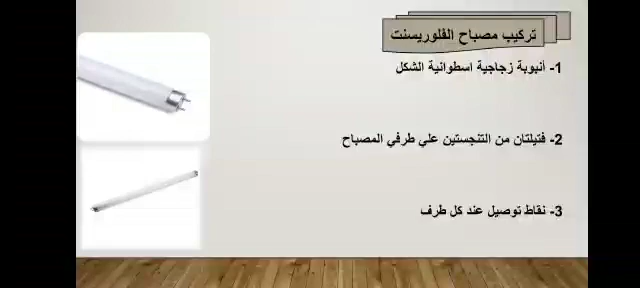 تركيب مصباح الفلوريسنت
1- أنبوبة زجاجية اسطوانية الشكل
2- فتيلتان من التنجستين علي طرفي المصباح
3- نقاط توصيل عند كل طرف